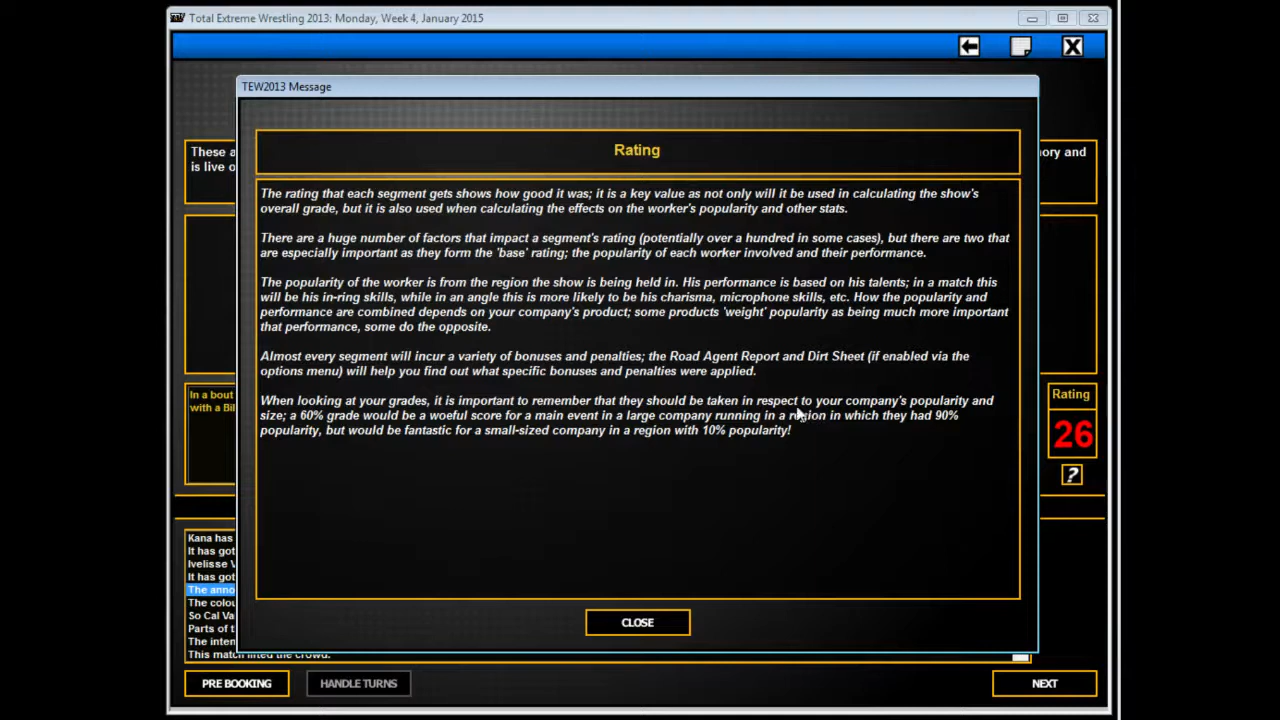 Total Extreme Wrestling 2013: Monday, Week 4, January 2015
TEW2013 Message
These a
ory and
is live o
Rating
The rating that each segment gets shows how good it was; it is a key value as not only will it be used in calculating the show's
overall grade, but it is also used when calculating the effects on the worker's popularity and other stats.
There are a huge number of factors that impact a segment's rating (potentially over a hundred in some cases), but there are two that
are especially important as they form the 'base' rating; the popularity of each worker involved and their performance.
The popularity of the worker is from the region the show is being held in. His performance is based on his talents; in a match this
will be his in-ring skills, while in an angle this is more likely to be his charisma, microphone skills, etc. How the popularity and
performance are combined depends on your company's product; some products 'weight' popularity as being much more important
that performance, some do the opposite.
Almost every segment will incur a variety of bonuses and penalties; the Road Agent Report and Dirt Sheet (if enabled via the
options menu) will help you find out what specific bonuses and penalties were applied.
When looking at your grades, it is important to remember that they should be taken in respect to your company's popularity and
size; a 60% grade would be a woeful score for a main event in a large company running in a region in which they had 90%
popularity, but would be fantastic for a small-sized company in a region with 10% popularity!
In a bout
with a Bil
Rating
26
?
Kana has
It has got
Ivelisse V
It has got
The anno
The colou
So Cal Va
Parts of t
The inten
This match lifted the crowd.
CLOSE
PRE BOOKING
HANDLE TURNS
NEXT